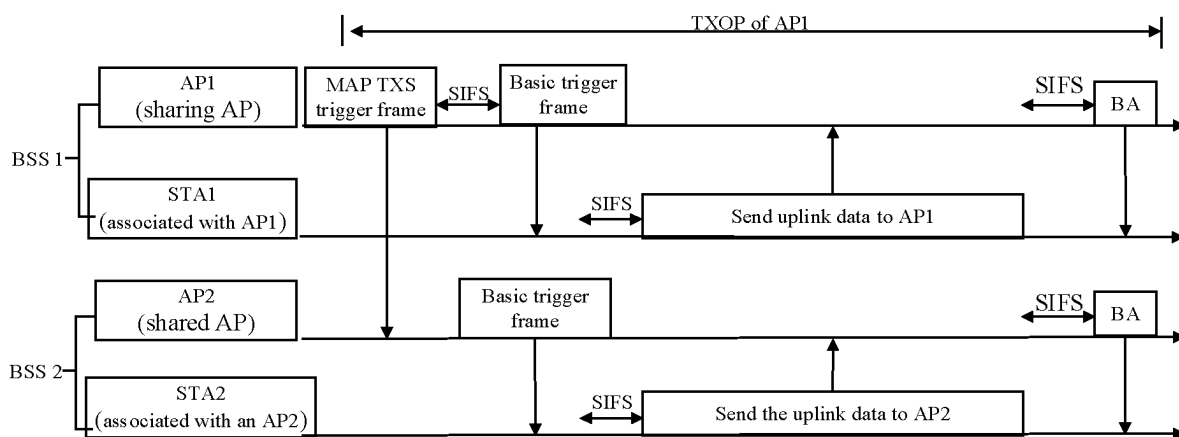 TXOP of AP1
AP1
(sharing AP)
MAP TXS
trigger frame
SIFS
Basic trigger
frame
SIFS
BA
BSS 1
STA1
(associated with AP1)
SIFS
Send uplink data to AP1
AP2
(shared AP)
Basic trigger
frame
SIFS
BA
BSS 2
STA2
(associated with an AP2)
SIFS
Send the uplink data to AP2